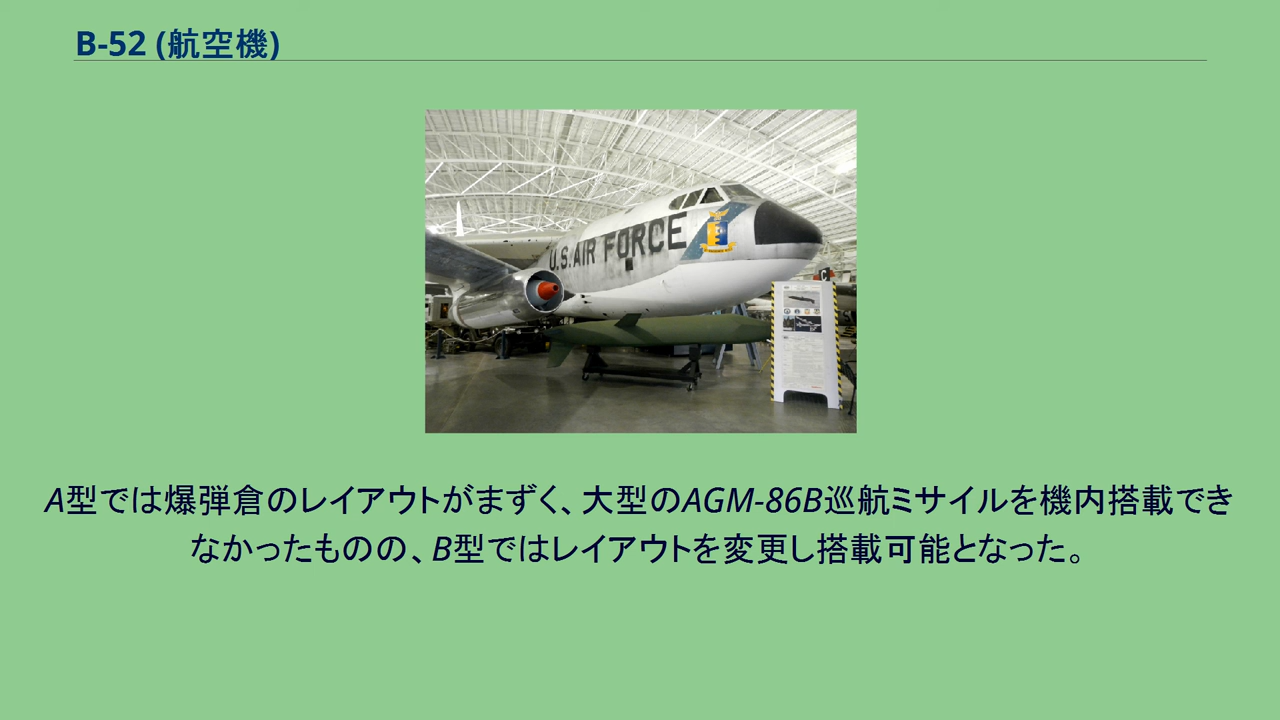 B-52 (航空機)
U.S. AIR FORCE
A型では爆弾倉のレイアウトがまずく、大型のAGM-86B巡航ミサイルを機内搭載でき
なかったものの、B型ではレイアウトを変更し搭載可能となった。